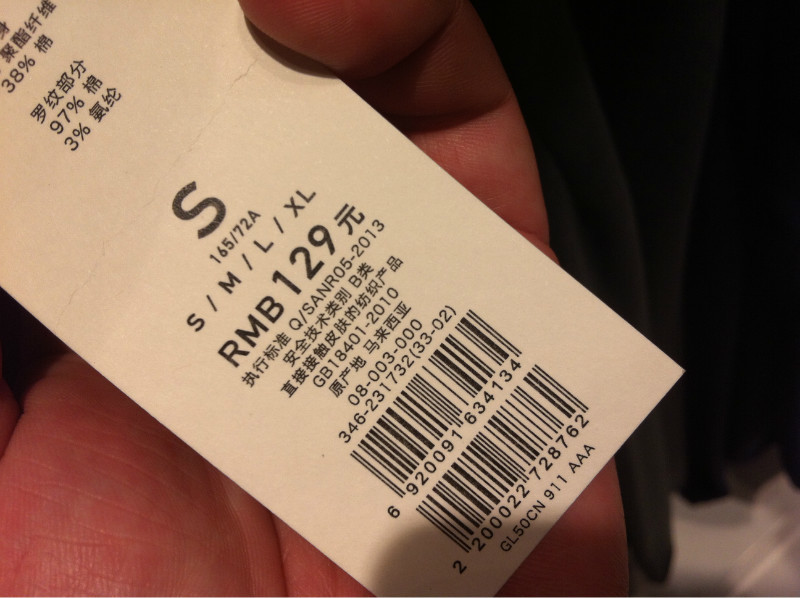 身
聚酯纤维
38% 棉
罗纹部分
97% 棉
3% 氨纶
S
165/72A
S / M / L / XL
RMB129元
执行标准 Q/SANR05-2013
安全技术类别 B类
直接接触皮肤的纺织产品
GB18401-2010
原产地 马来西亚
08-003-000
346-231732(33-02)
6 920091 634134
2 200022 728762
GL50CN 911 AAA